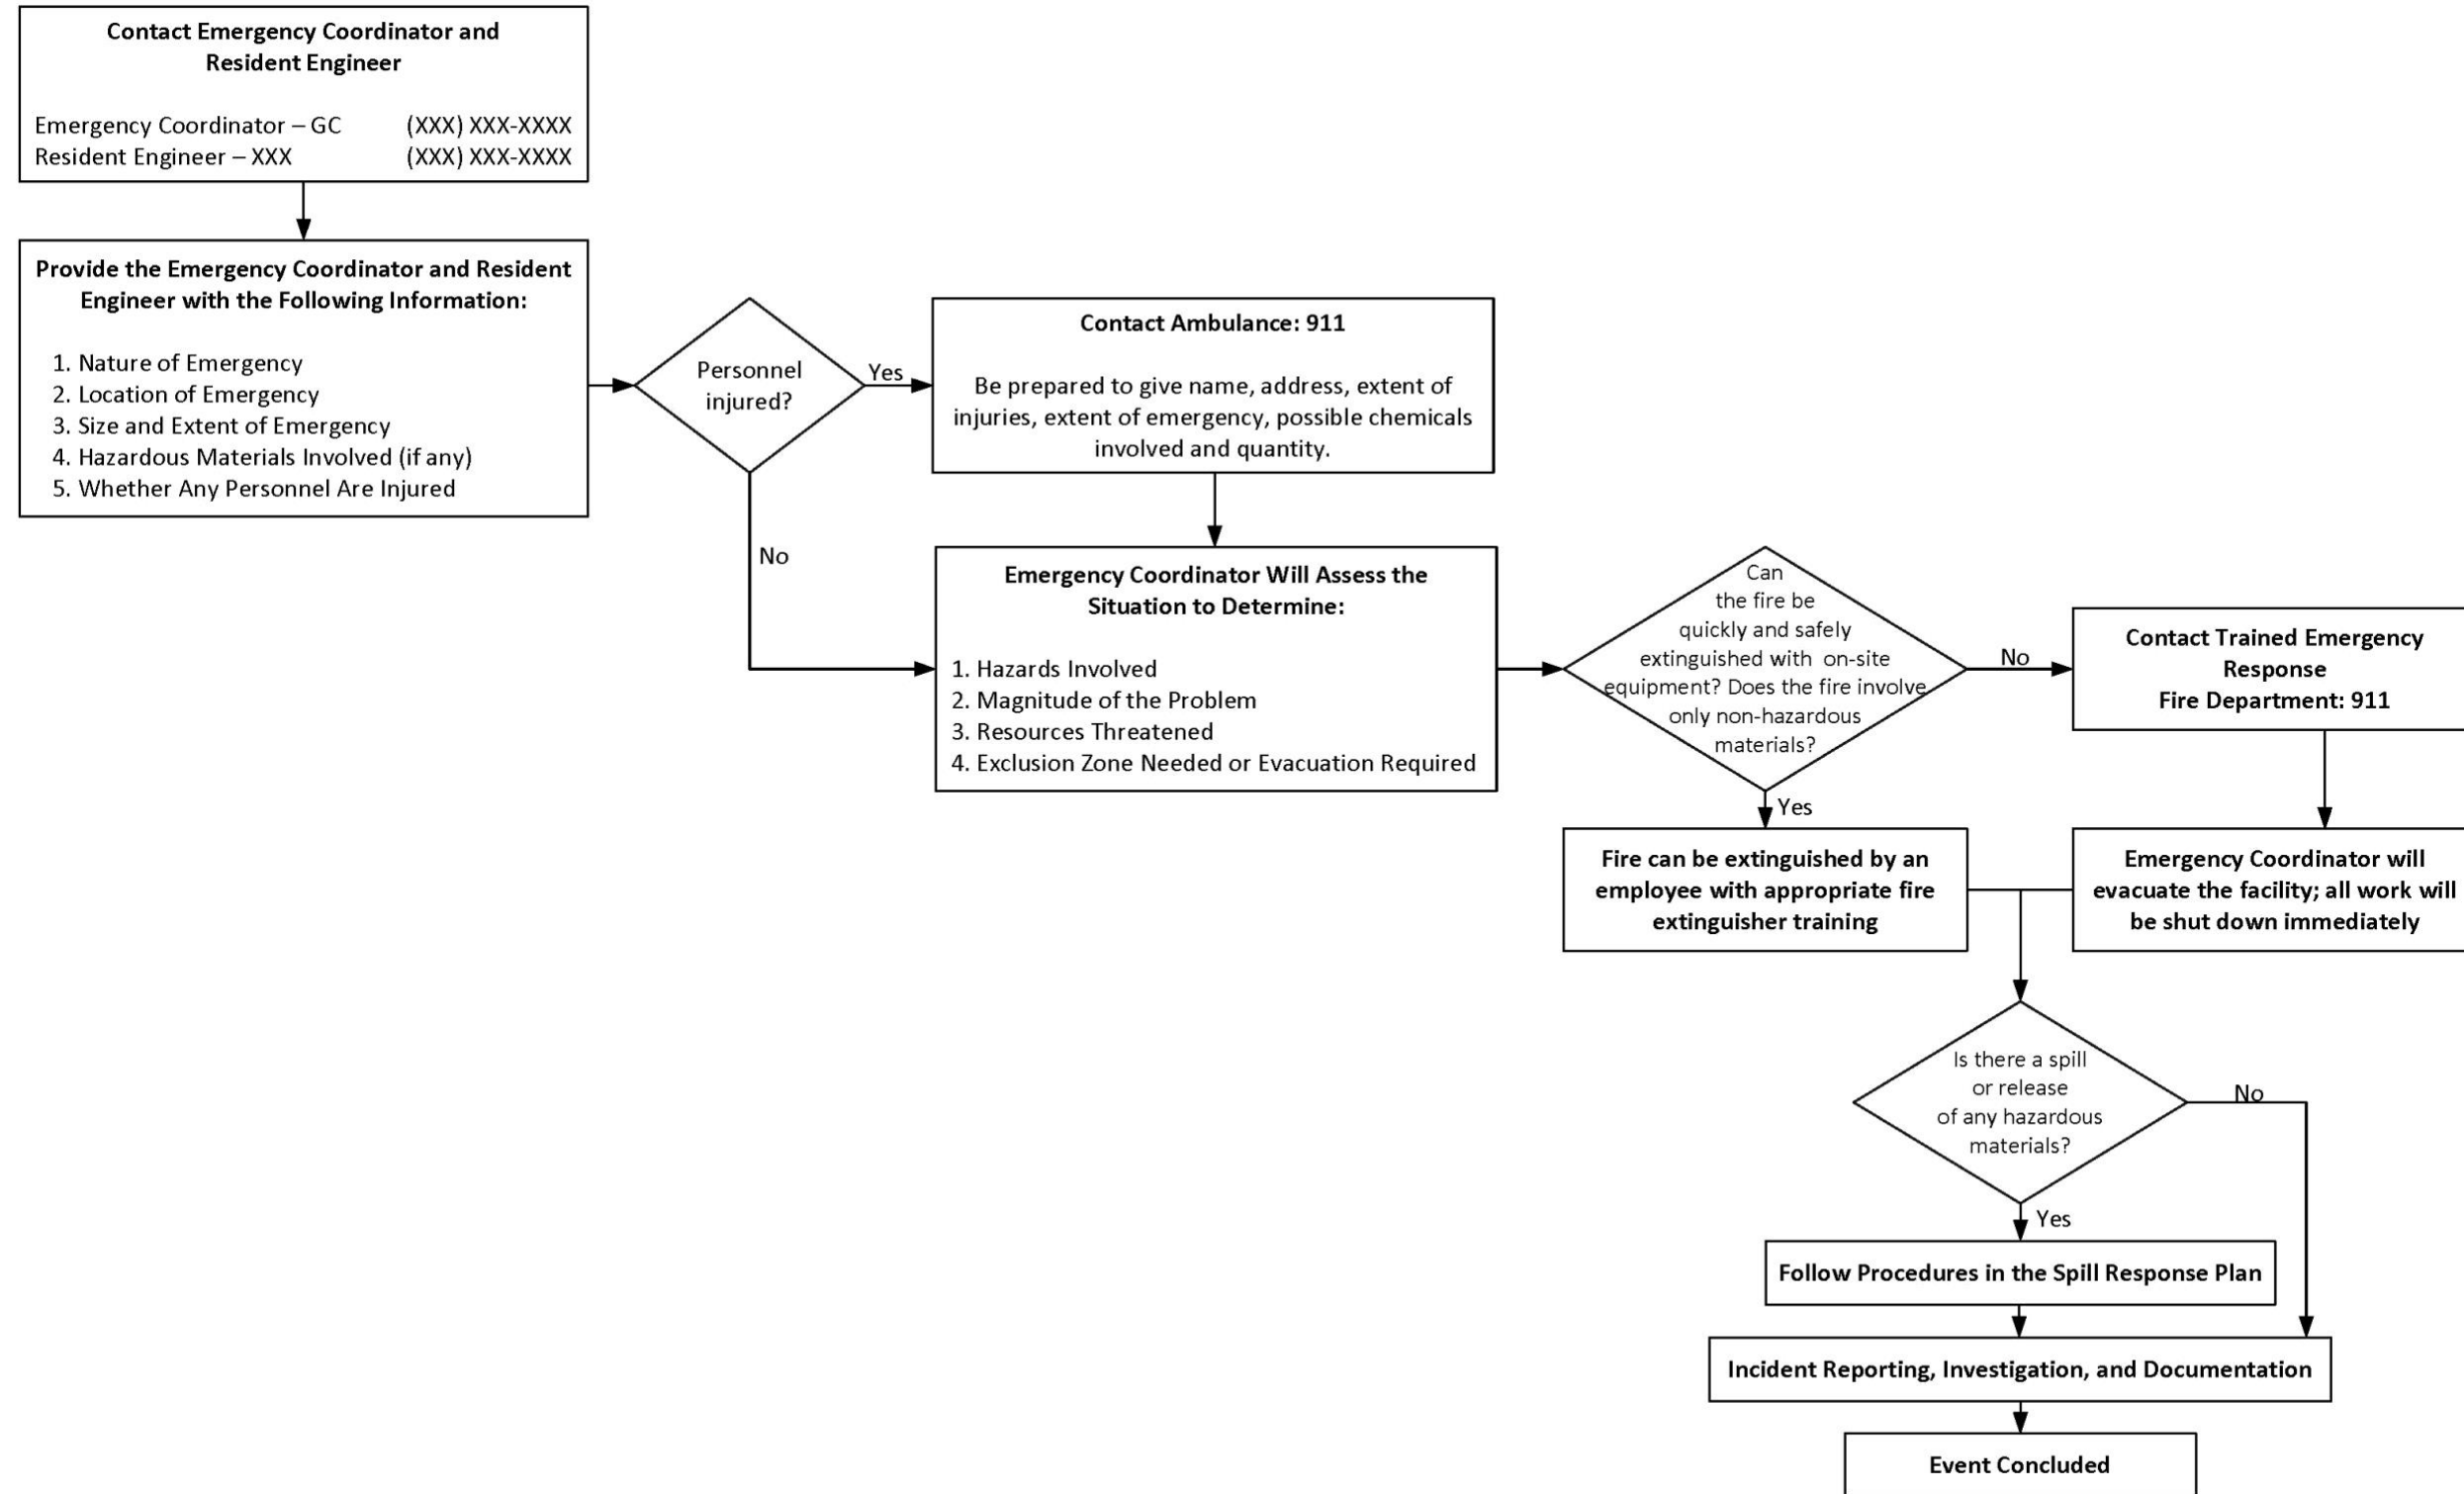 Contact Emergency Coordinator and
Resident Engineer
Emergency Coordinator – GC (XXX) XXX-XXXX
Resident Engineer – XXX (XXX) XXX-XXXX
Provide the Emergency Coordinator and Resident
Engineer with the Following Information:
1. Nature of Emergency
2. Location of Emergency
3. Size and Extent of Emergency
4. Hazardous Materials Involved (if any)
5. Whether Any Personnel Are Injured
Personnel
injured?
Yes
No
Contact Ambulance: 911
Be prepared to give name, address, extent of
injuries, extent of emergency, possible chemicals
involved and quantity.
Emergency Coordinator Will Assess the
Situation to Determine:
1. Hazards Involved
2. Magnitude of the Problem
3. Resources Threatened
4. Exclusion Zone Needed or Evacuation Required
Can
the fire be
quickly and safely
extinguished with on-site
equipment? Does the fire involve
only non-hazardous
materials?
No
Yes
Contact Trained Emergency
Response
Fire Department: 911
Fire can be extinguished by an
employee with appropriate fire
extinguisher training
Emergency Coordinator will
evacuate the facility; all work will
be shut down immediately
Is there a spill
or release
of any hazardous
materials?
No
Yes
Follow Procedures in the Spill Response Plan
Incident Reporting, Investigation, and Documentation
Event Concluded